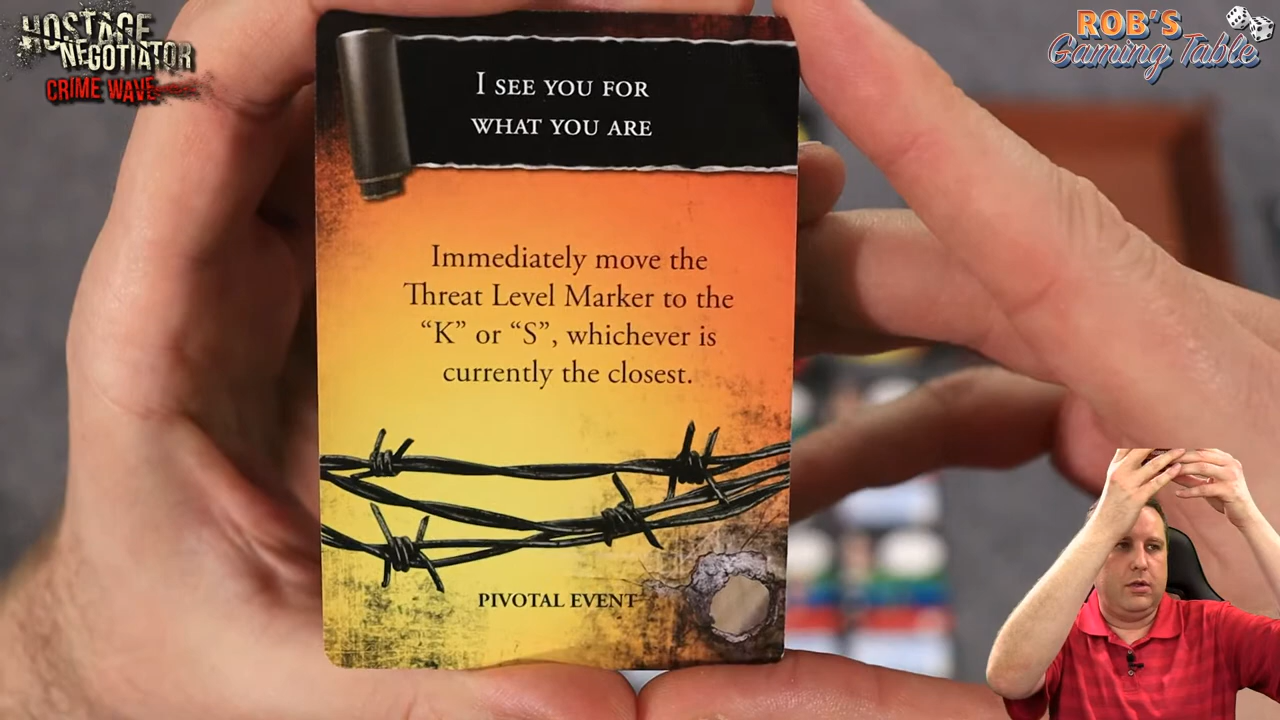 HOSTAGE
NEGOTIATOR
CRIME WAVE
ROB'S
Gaming Table
I SEE YOU FOR
WHAT YOU ARE
Immediately move the
Threat Level Marker to the
“K” or “S”, whichever is
currently the closest.
PIVOTAL EVENT